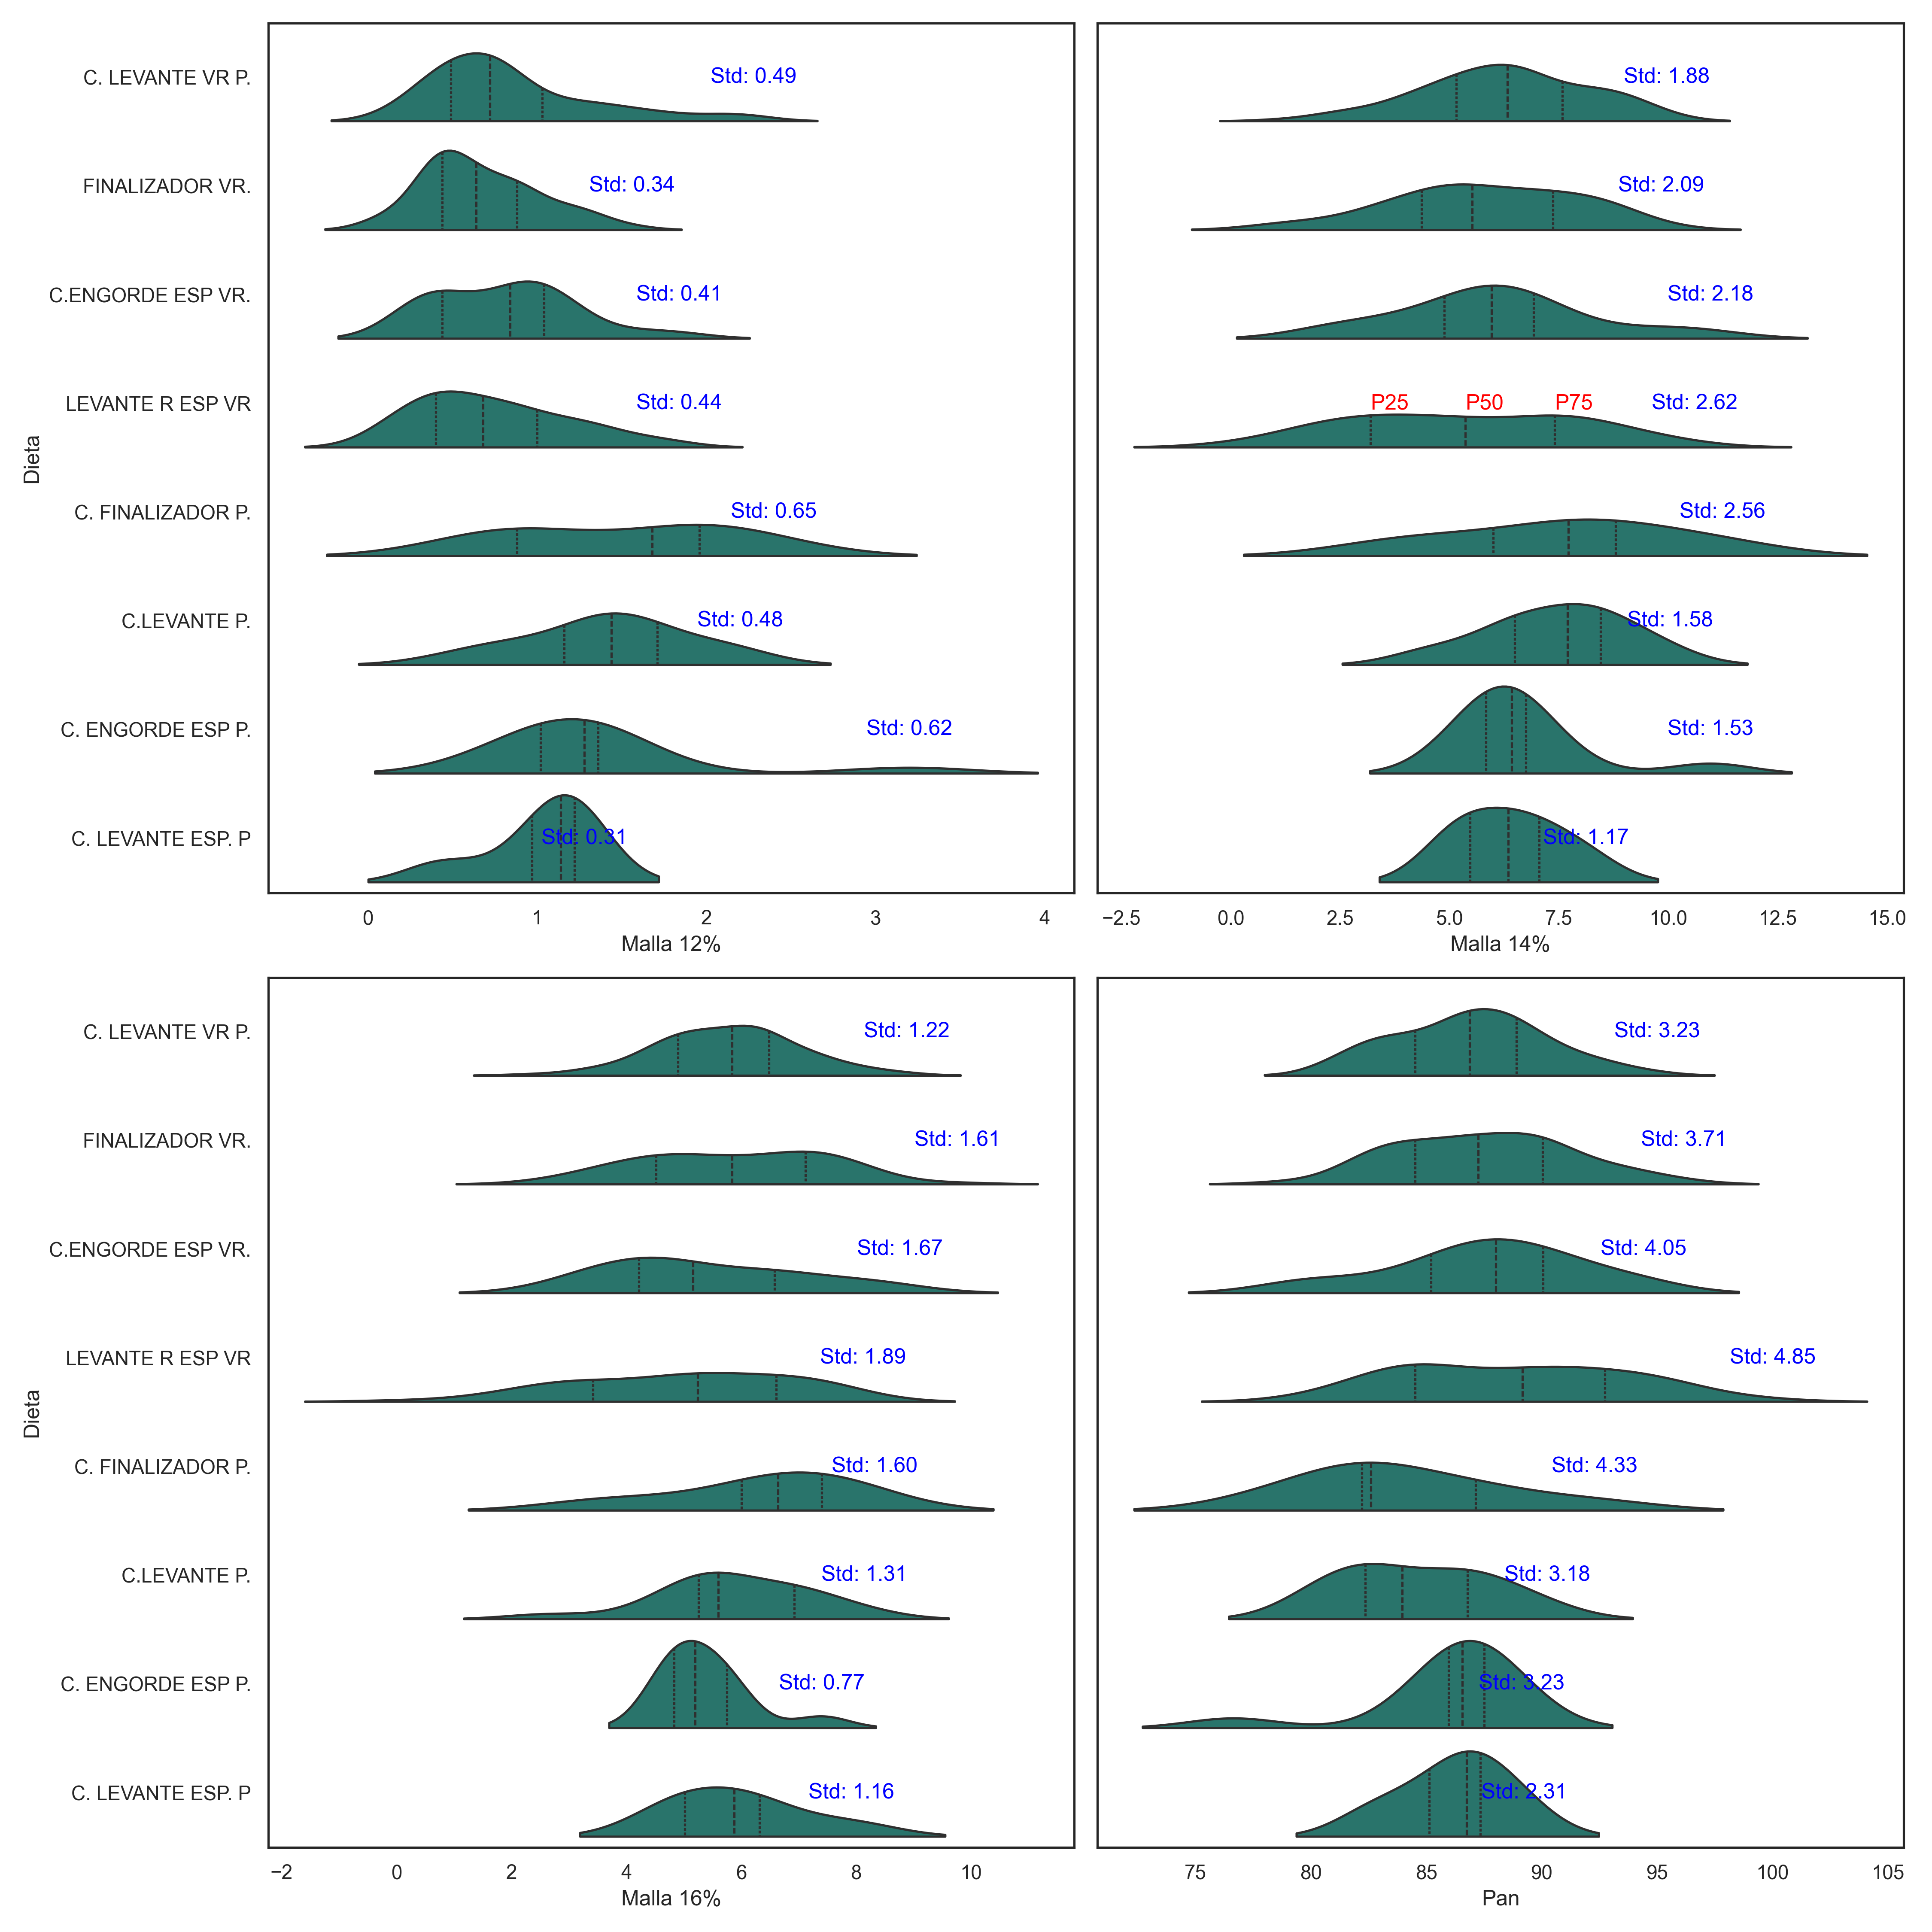 C. LEVANTE VR P.
Std: 0.49
Std: 1.88
FINALIZADOR VR.
Std: 0.34
Std: 2.09
C.ENGORDE ESP VR.
Std: 0.41
Std: 2.18
LEVANTE R ESP VR
Std: 0.44
P25
P50
P75
Std: 2.62
C. FINALIZADOR P.
Std: 0.65
Std: 2.56
C.LEVANTE P.
Std: 0.48
Std: 1.58
C. ENGORDE ESP P.
Std: 0.62
Std: 1.53
C. LEVANTE ESP. P
Std: 0.31
Std: 1.17
Dieta
0 1 2 3 4
Malla 12%
−2.5 0.0 2.5 5.0 7.5 10.0 12.5 15.0
Malla 14%
C. LEVANTE VR P.
Std: 1.22
Std: 3.23
FINALIZADOR VR.
Std: 1.61
Std: 3.71
C.ENGORDE ESP VR.
Std: 1.67
Std: 4.05
LEVANTE R ESP VR
Std: 1.89
Std: 4.85
C. FINALIZADOR P.
Std: 1.60
Std: 4.33
C.LEVANTE P.
Std: 1.31
Std: 3.18
C. ENGORDE ESP P.
Std: 0.77
Std: 3.23
C. LEVANTE ESP. P
Std: 1.16
Std: 2.31
Dieta
−2 0 2 4 6 8 10
Malla 16%
75 80 85 90 95 100 105
Pan